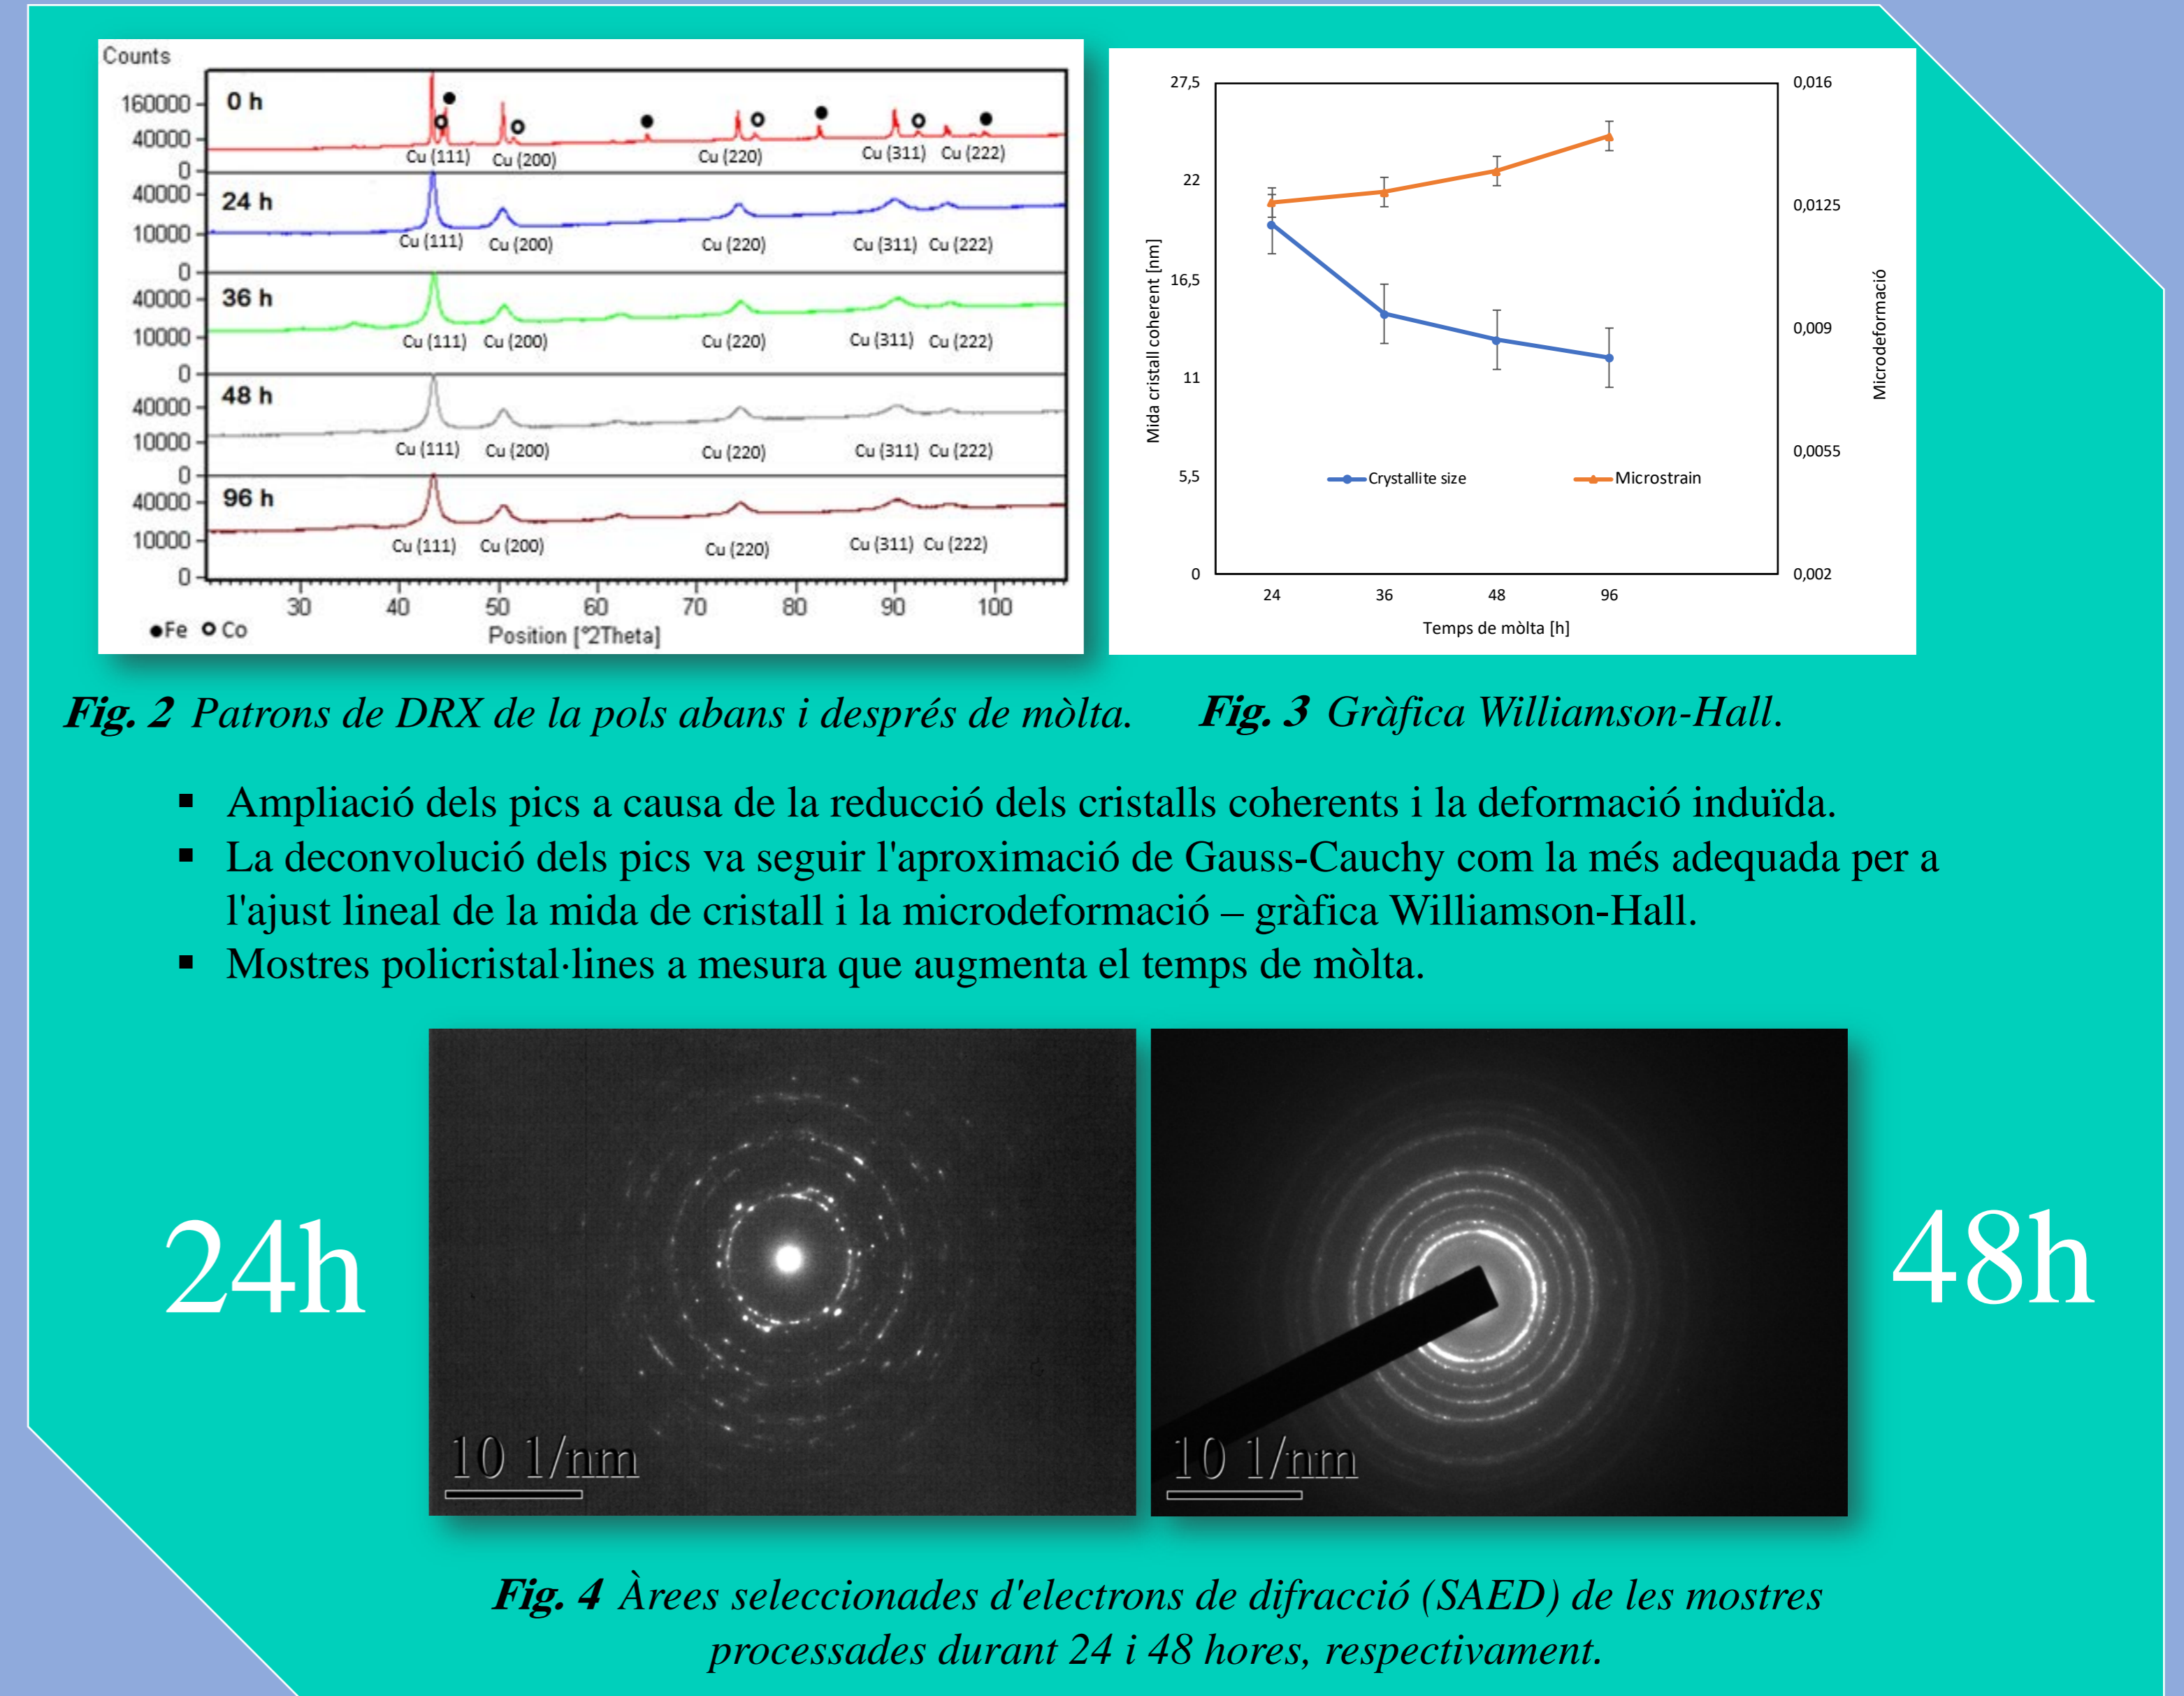 Counts
160000
40000
0
0 h
Cu (111) Cu (200) Cu (220) Cu (311) Cu (222)
40000
10000
0
24 h
Cu (111) Cu (200) Cu (220) Cu (311) Cu (222)
40000
10000
0
36 h
Cu (111) Cu (200) Cu (220) Cu (311) Cu (222)
40000
10000
0
48 h
Cu (111) Cu (200) Cu (220) Cu (311) Cu (222)
40000
10000
0
96 h
Cu (111) Cu (200) Cu (220) Cu (311) Cu (222)
30 40 50 60 70 80 90 100
●Fe ○Co
Position [°2Theta]
27,5
22
16,5
11
5,5
0
Mida cristall coherent [nm]
0,016
0,0125
0,009
0,0055
0,002
Microdeformació
Crystallite size Microstrain
24 36 48 96
Temps de mòlta [h]
Fig. 2 Patrons de DRX de la pols abans i després de mòlta.
Fig. 3 Gràfica Williamson-Hall.
▪ Ampliació dels pics a causa de la reducció dels cristalls coherents i la deformació induïda.
▪ La deconvolució dels pics va seguir l'aproximació de Gauss-Cauchy com la més adequada per a
l'ajust lineal de la mida de cristall i la microdeformació – gràfica Williamson-Hall.
▪ Mostres policristal·lines a mesura que augmenta el temps de mòlta.
24h
10 1/nm
10 1/nm
48h
Fig. 4 Àrees seleccionades d'electrons de difracció (SAED) de les mostres
processades durant 24 i 48 hores, respectivament.